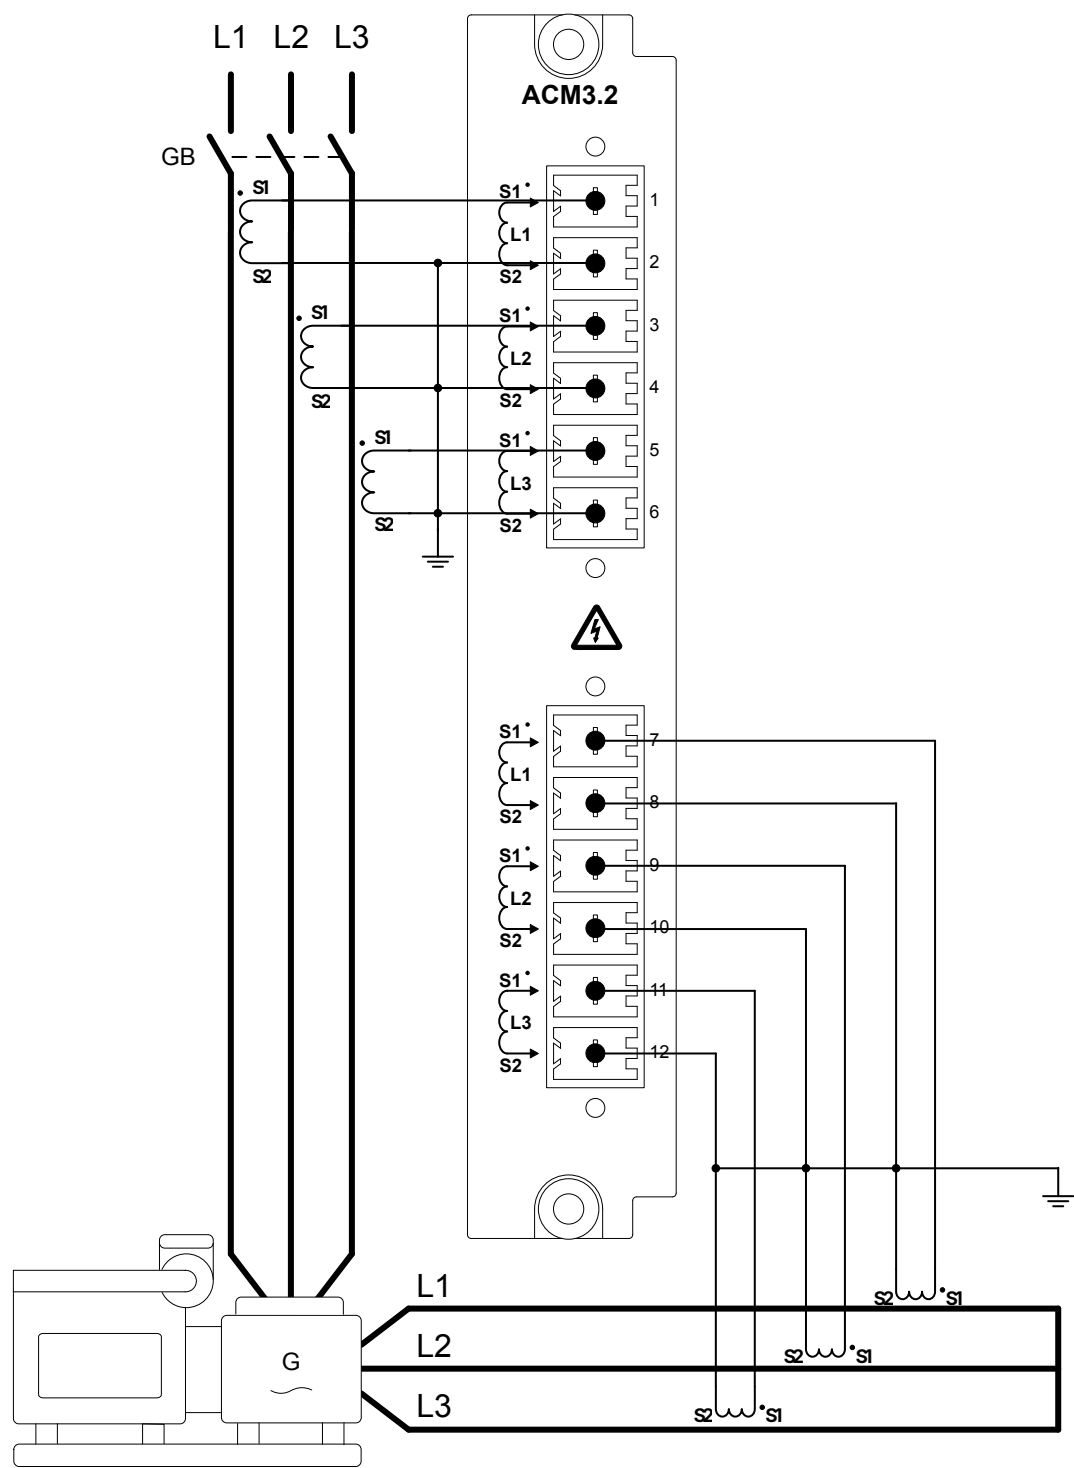 L1 L2 L3
ACM3.2
GB
S1 S1 1
L1
S2 S2 2
S1 S1 3
L2
S2 S2 4
S1 S1 5
L3
S2 S2 6
S1 7
L1
S2 8
S1 9
L2
S2 10
S1 11
L3
S2 12
L1 S2 S1
L2 S2 S1
G
L3 S2 S1